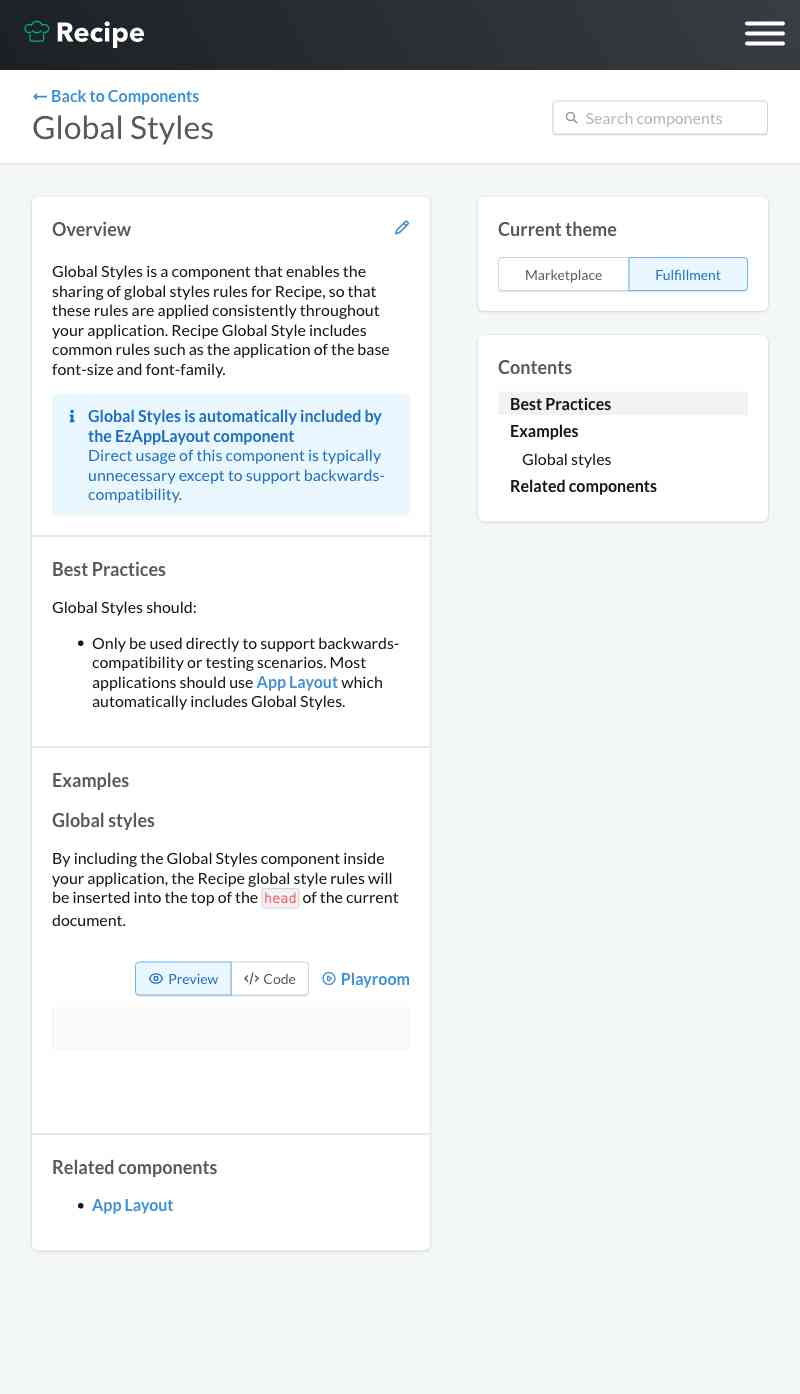 Recipe
← Back to Components
Global Styles
Search components
Overview
Global Styles is a component that enables the
sharing of global styles rules for Recipe, so that
these rules are applied consistently throughout
your application. Recipe Global Style includes
common rules such as the application of the base
font-size and font-family.
Global Styles is automatically included by
the EzAppLayout component
Direct usage of this component is typically
unnecessary except to support backwards-
compatibility.
Best Practices
Global Styles should:
• Only be used directly to support backwards-
compatibility or testing scenarios. Most
applications should use App Layout which
automatically includes Global Styles.
Examples
Global styles
By including the Global Styles component inside
your application, the Recipe global style rules will
be inserted into the top of the head of the current
document.
Preview </> Code Playroom
Related components
• App Layout
Current theme
Marketplace Fulfillment
Contents
Best Practices
Examples
Global styles
Related components